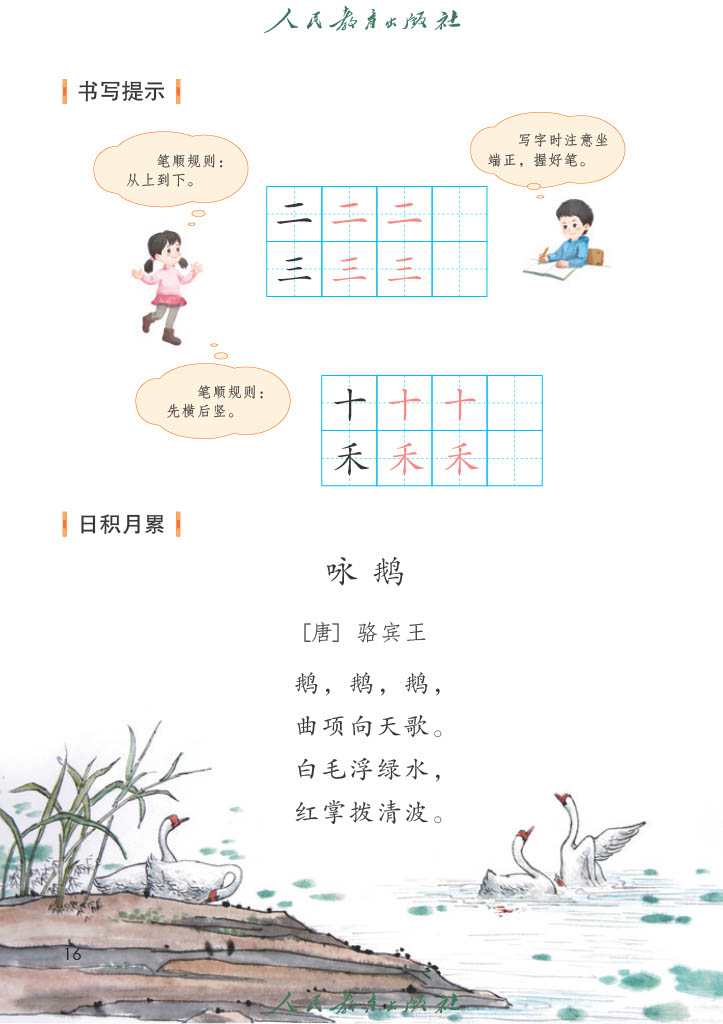 人民教育出版社
书写提示
笔顺规则：
从上到下。
写字时注意坐
端正，握好笔。
二 二 二
三 三 三
笔顺规则：
先横后竖。
十 十 十
禾 禾 禾
日积月累
咏 鹅
［唐］ 骆宾王
鹅，鹅，鹅，
曲项向天歌。
白毛浮绿水，
红掌拨清波。
16
人民教育出版社